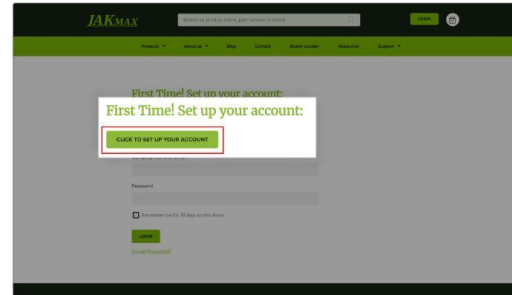 JAKMAX
Search by product name, part number or brand
LOGIN
Products
About us
Blog
Contact
Dealer Locator
Resources
Support
First Time! Set up your account:
First Time! Set up your account:
CLICK TO SET UP YOUR ACCOUNT
Password
Remember me for 30 days on this device
LOGIN
Forgot Password?